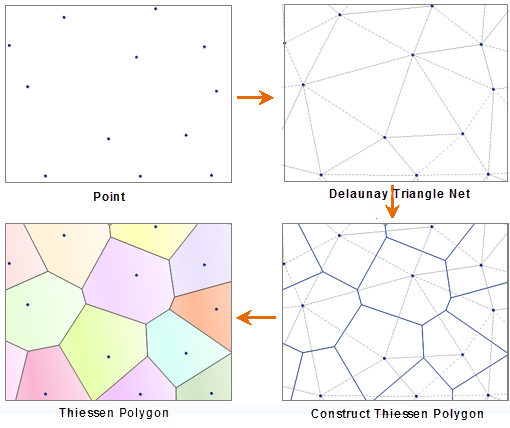 Point
Delaunay Triangle Net
Thiessen Polygon
Construct Thiessen Polygon